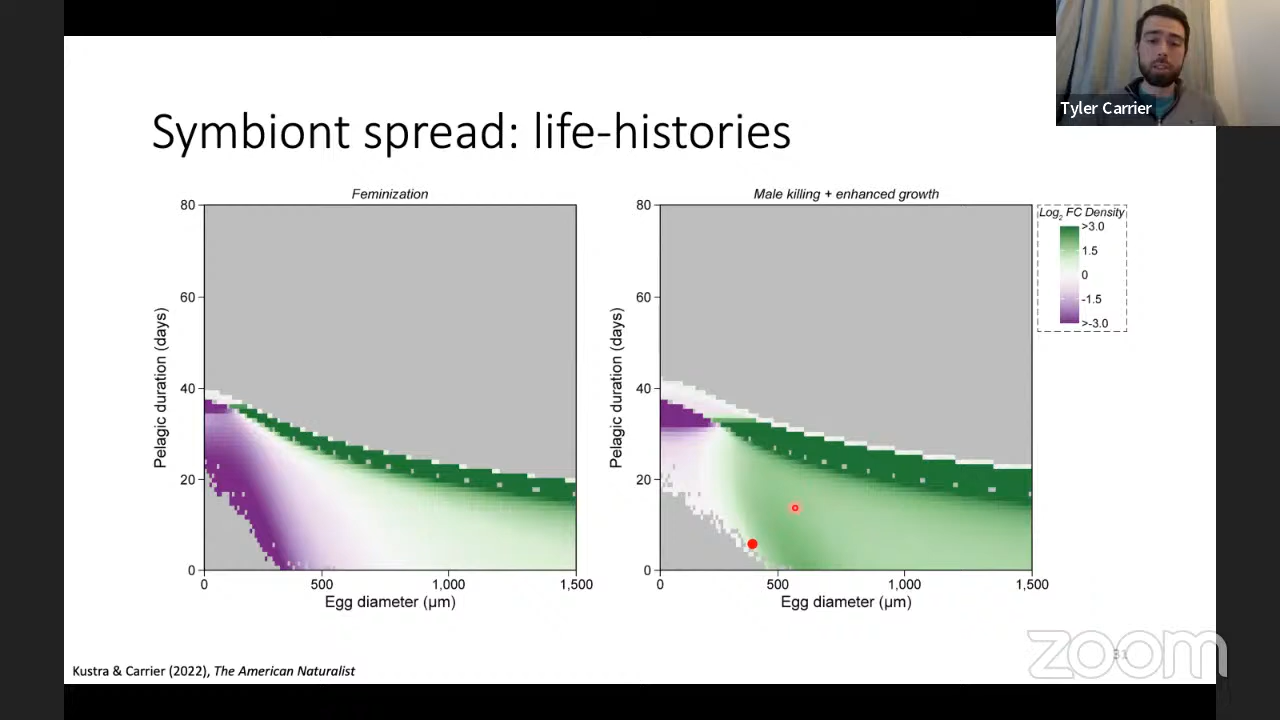 Tyler Carrier
Symbiont spread: life-histories
Feminization
Male killing + enhanced growth
Log2 FC Density
>3.0
1.5
0
-1.5
>-3.0
Pelagic duration (days)
80
60
40
20
0
0
500
1,000
1,500
Egg diameter (µm)
Pelagic duration (days)
80
60
40
20
0
0
500
1,000
1,500
Egg diameter (µm)
Kustra & Carrier (2022), The American Naturalist
31
zoom